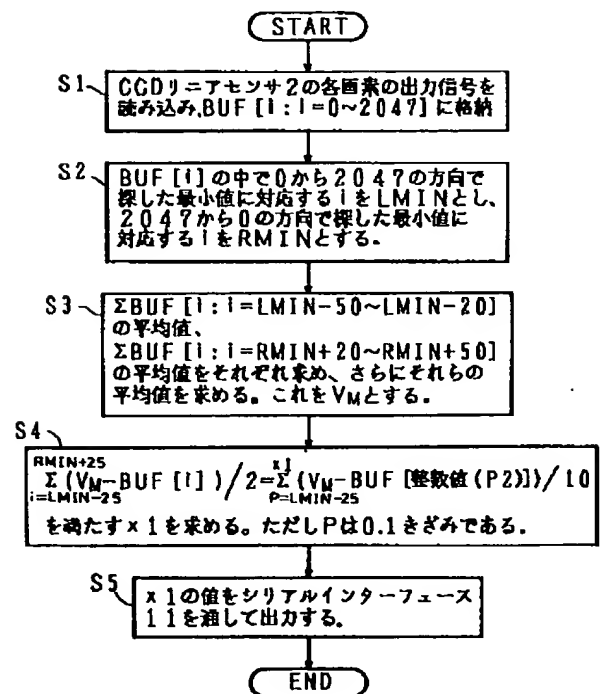 START
S1
CCDリニアセンサ2の各画素の出力信号を
読み込み,BUF[i:i=0~2047]に格納
S2
BUF[i]の中で0から2047の方向で
探した最小値に対応するiをLMINとし、
2047から0の方向で探した最小値に
対応するiをRMINとする。
S3
ΣBUF[i:i=LMIN-50~LMIN-20]
の平均値、
ΣBUF[i:i=RMIN+20~RMIN+50]
の平均値をそれぞれ求め、さらにそれらの
平均値を求める。これをVMとする。
S4
RMIN+25 x1
Σ(VM-BUF[i])/2=Σ(VM-BUF[整数値(P2)])/10
i=LMIN-25 P=LMIN-25
を満たすx1を求める。ただしPは0.1きざみである。
S5
x1の値をシリアルインターフェース
11を通して出力する。
END